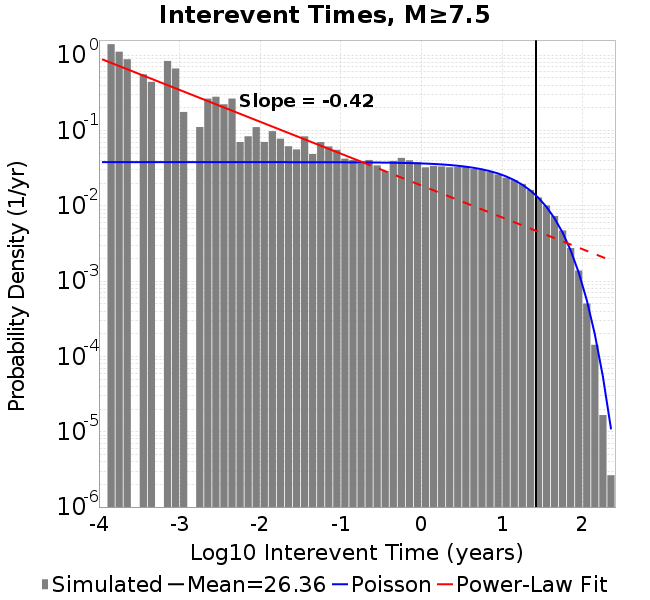 Interevent Times, M≥7.5
Probability Density (1/yr)
10^0
10^-1
10^-2
10^-3
10^-4
10^-5
10^-6
Slope = -0.42
-4 -3 -2 -1 0 1 2
Log10 Interevent Time (years)
Simulated Mean=26.36 Poisson Power-Law Fit